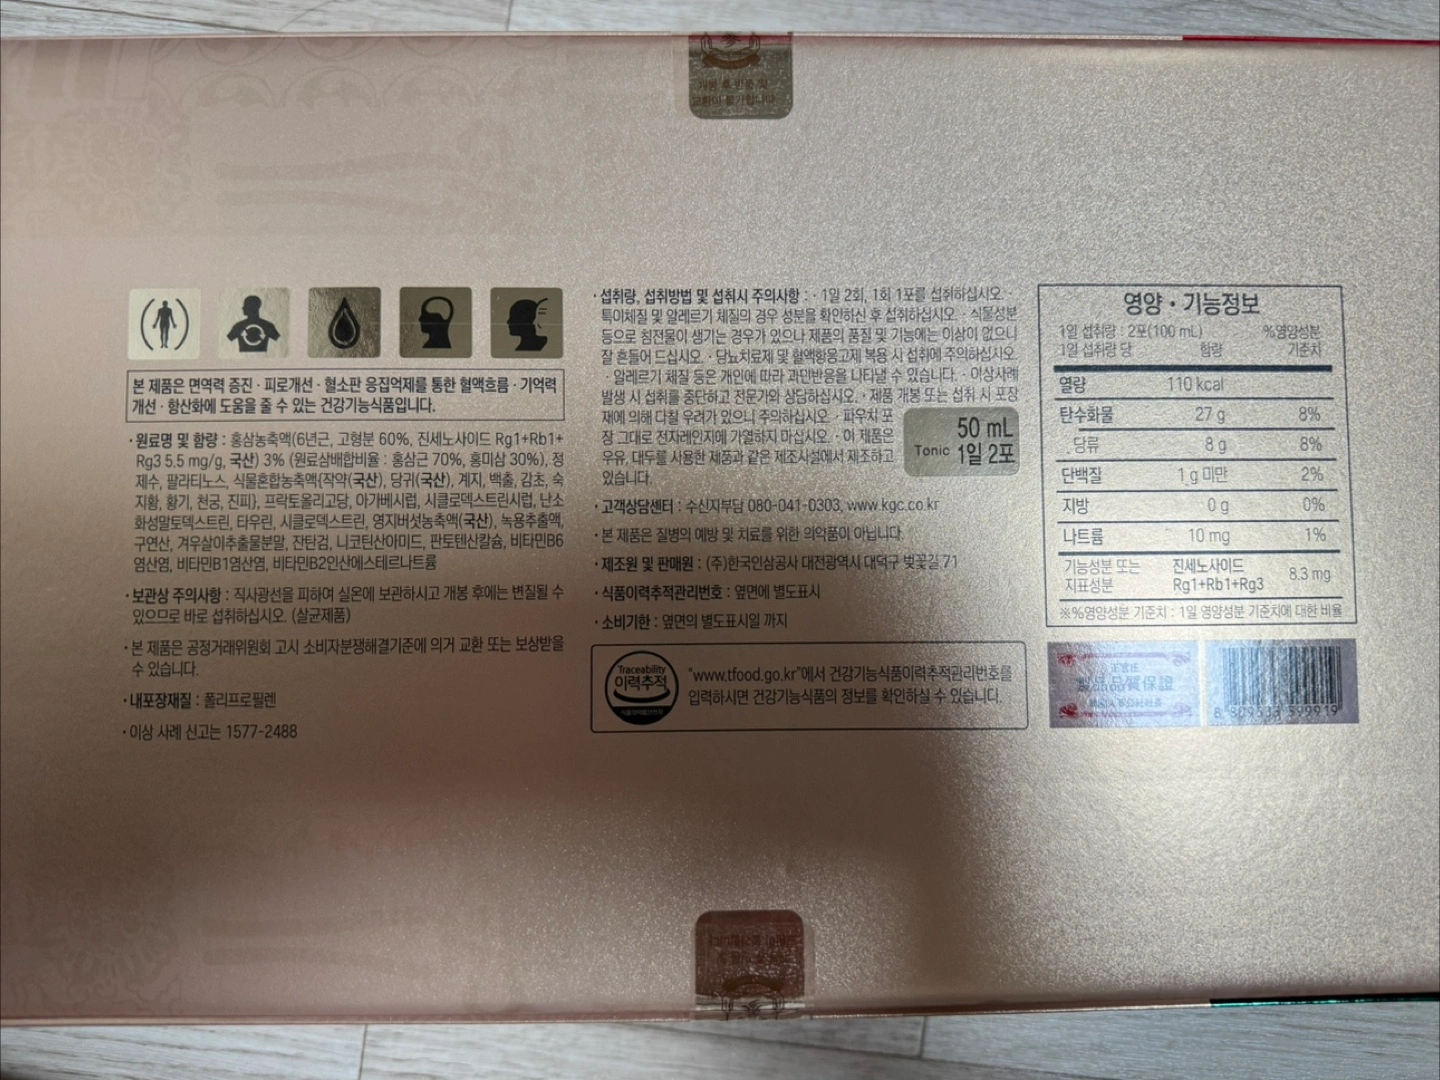 개봉 후 반품 및
교환이 불가합니다
본 제품은 면역력 증진 · 피로개선 · 혈소판 응집억제를 통한 혈액흐름 · 기억력
개선 · 항산화에 도움을 줄 수 있는 건강기능식품입니다.
· 원료명 및 함량 : 홍삼농축액(6년근, 고형분 60%, 진세노사이드 Rg1+Rb1+
Rg3 5.5 mg/g, 국산) 3% (원료삼배합비율 : 홍삼근 70%, 홍미삼 30%), 정
제수, 팔라티노스, 식물혼합농축액{작약(국산), 당귀(국산), 계지, 백출, 감초, 숙
지황, 황기, 천궁, 진피}, 프락토올리고당, 아가베시럽, 시클로덱스트린시럽, 난소
화성말토덱스트린, 타우린, 시클로덱스트린, 영지버섯농축액(국산), 녹용추출액,
구연산, 겨우살이추출물분말, 잔탄검, 니코틴산아미드, 판토텐산칼슘, 비타민B6
염산염, 비타민B1염산염, 비타민B2인산에스테르나트륨
· 보관상 주의사항 : 직사광선을 피하여 실온에 보관하시고 개봉 후에는 변질될 수
있으므로 바로 섭취하십시오. (살균제품)
· 본 제품은 공정거래위원회 고시 소비자분쟁해결기준에 의거 교환 또는 보상받을
수 있습니다.
· 내포장재질 : 폴리프로필렌
· 이상 사례 신고는 1577-2488
· 섭취량, 섭취방법 및 섭취시 주의사항 : · 1일 2회, 1회 1포를 섭취하십시오. ·
특이체질 및 알레르기 체질의 경우 성분을 확인하신 후 섭취하십시오. · 식물성분
등으로 침전물이 생기는 경우가 있으나 제품의 품질 및 기능에는 이상이 없으니
잘 흔들어 드십시오. · 당뇨치료제 및 혈액항응고제 복용 시 섭취에 주의하십시오.
· 알레르기 체질 등은 개인에 따라 과민반응을 나타낼 수 있습니다. · 이상사례
발생 시 섭취를 중단하고 전문가와 상담하십시오. · 제품 개봉 또는 섭취 시 포장
재에 의해 다칠 우려가 있으니 주의하십시오. · 파우치 포
장 그대로 전자레인지에 가열하지 마십시오. · 이 제품은
우유, 대두를 사용한 제품과 같은 제조시설에서 제조하고
있습니다.
50 mL
Tonic 1일 2포
· 고객상담센터 : 수신자부담 080-041-0303, www.kgc.co.kr
· 본 제품은 질병의 예방 및 치료를 위한 의약품이 아닙니다.
· 제조원 및 판매원 : (주)한국인삼공사 대전광역시 대덕구 벚꽃길 71
· 식품이력추적관리번호 : 옆면에 별도표시
· 소비기한 : 옆면의 별도표시일 까지
Traceability
이력추적
"www.tfood.go.kr"에서 건강기능식품이력추적관리번호를
입력하시면 건강기능식품의 정보를 확인하실 수 있습니다.
영양 · 기능정보
1일 섭취량 : 2포(100 mL) %영양성분
1일 섭취량 당 함량 기준치
열량 110 kcal
탄수화물 27 g 8%
당류 8 g 8%
단백질 1 g 미만 2%
지방 0 g 0%
나트륨 10 mg 1%
기능성분 또는 진세노사이드
지표성분 Rg1+Rb1+Rg3 8.3 mg
※%영양성분 기준치 : 1일 영양성분 기준치에 대한 비율
品質保證